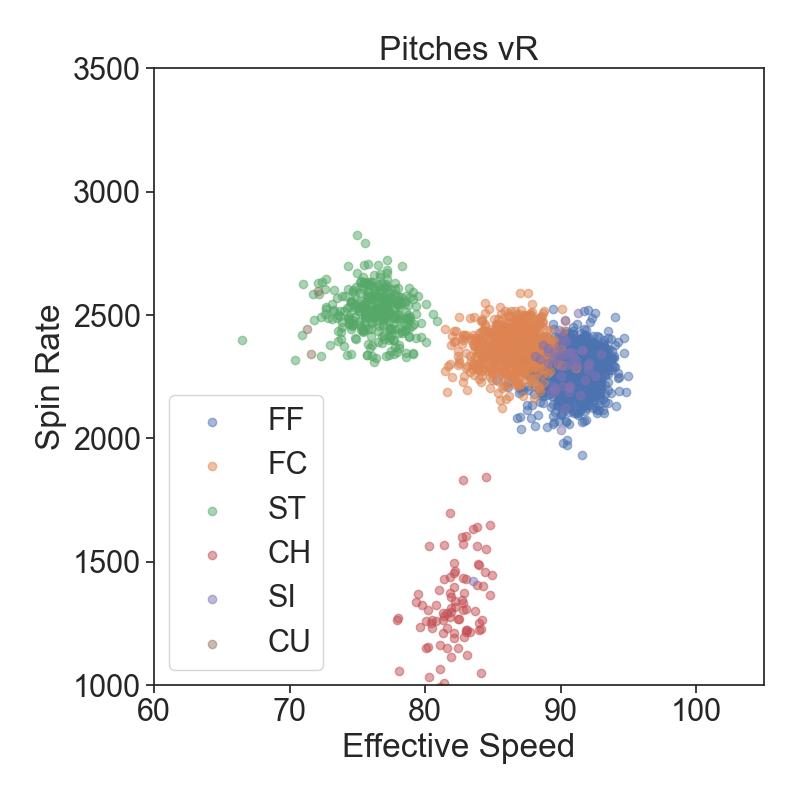 Pitches vR
3500
3000
2500
2000
1500
1000
Spin Rate
FF
FC
ST
CH
SI
CU
60 70 80 90 100
Effective Speed